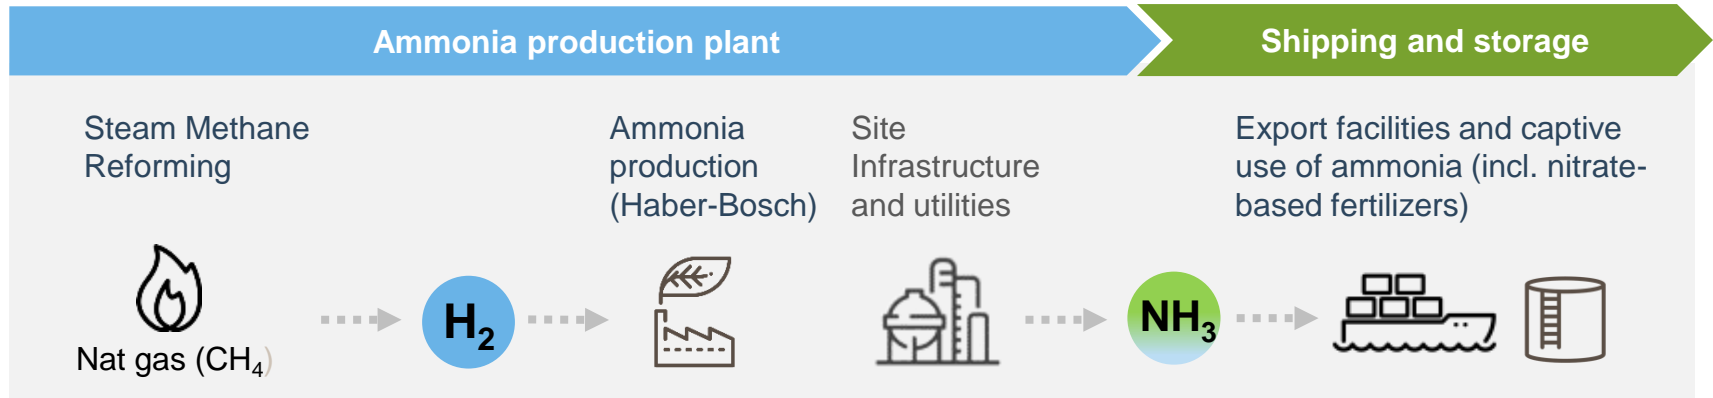 Ammonia production plant
Shipping and storage
Steam Methane
Reforming
Ammonia
production
(Haber-Bosch)
Site
Infrastructure
and utilities
Export facilities and captive
use of ammonia (incl. nitrate-
based fertilizers)
Nat gas (CH₄)
H₂
NH₃